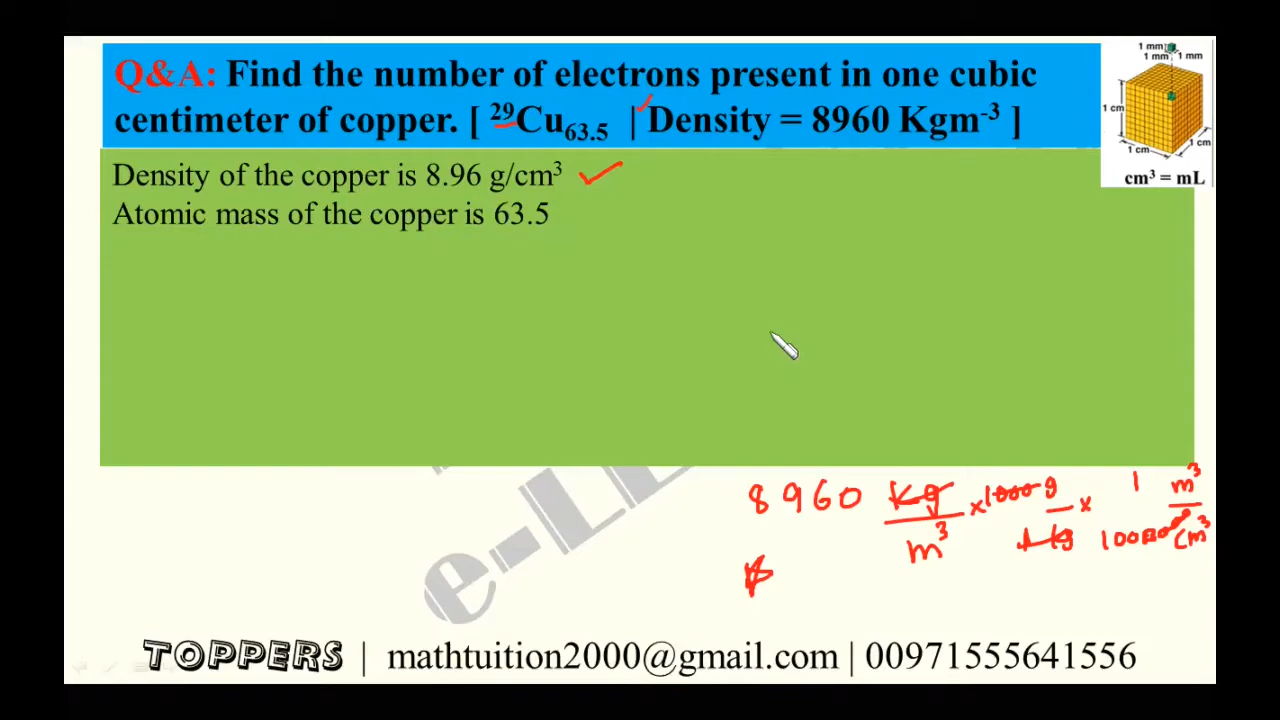 Q&A: Find the number of electrons present in one cubic
centimeter of copper. [ ²⁹Cu₆₃.₅ | Density = 8960 Kgm⁻³ ]
1 mm
1 mm 1 mm
1 cm
1 cm
1 cm
cm³ = mL
Density of the copper is 8.96 g/cm³
Atomic mass of the copper is 63.5
8960 Kg/m³ × 1000 g/1 kg × 1 m³/
cm³
e-L
TOPPERS | mathtuition2000@gmail.com | 00971555641556